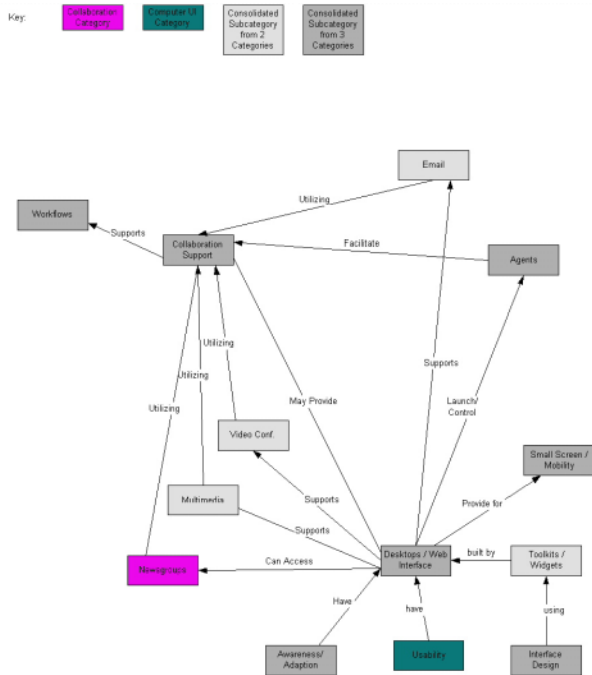 Key:
Collaboration
Category
Computer UI
Category
Consolidated
Subcategory
from 2
Categories
Consolidated
Subcategory
from 3
Categories
Email
Utilizing
Workflows
Supports
Collaboration
Support
Facilitate
Agents
Utilizing
Utilizing
Supports
Launch/
Control
May Provide
Utilizing
Video Conf.
Small Screen /
Mobility
Multimedia
Supports
Provide for
Supports
Newsgroups
Can Access
Desktops / Web
Interface
built by
Toolkits /
Widgets
Have
have
using
Awareness/
Adaption
Usability
Interface
Design